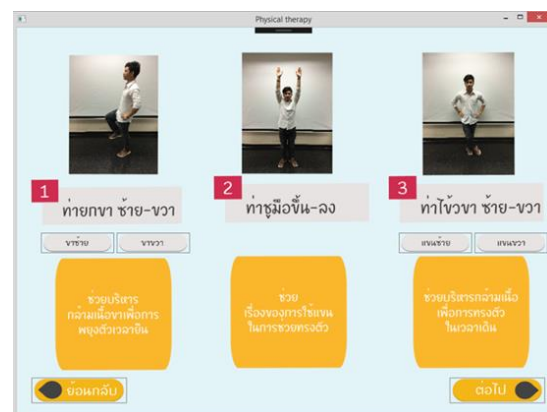 Physical therapy
1
ท่ายกขา ซ้าย-ขวา
ขาซ้าย
ขาขวา
ช่วยบริหาร
กล้ามเนื้อขาเพื่อการ
พยุงตัวเวลายืน
2
ท่าชูมือขึ้น-ลง
ช่วย
เรื่องของการใช้แขน
ในการช่วยทรงตัว
3
ท่าไขว้ขา ซ้าย-ขวา
แขนซ้าย
แขนขวา
ช่วยบริหารกล้ามเนื้อ
เพื่อการทรงตัว
ในเวลาเดิน
ย้อนกลับ
ต่อไป